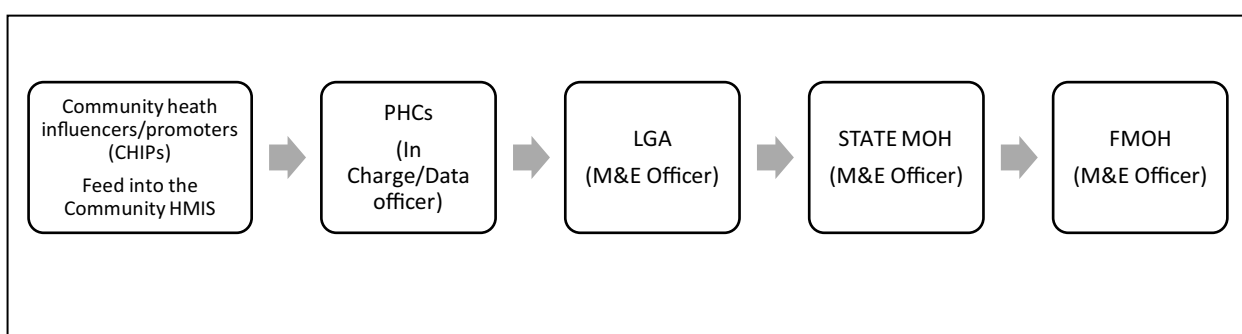 Community heath
influencers/promoters
(CHIPs)
Feed into the
Community HMIS
PHCs
(In
Charge/Data
officer)
LGA
(M&E Officer)
STATE MOH
(M&E Officer)
FMOH
(M&E Officer)